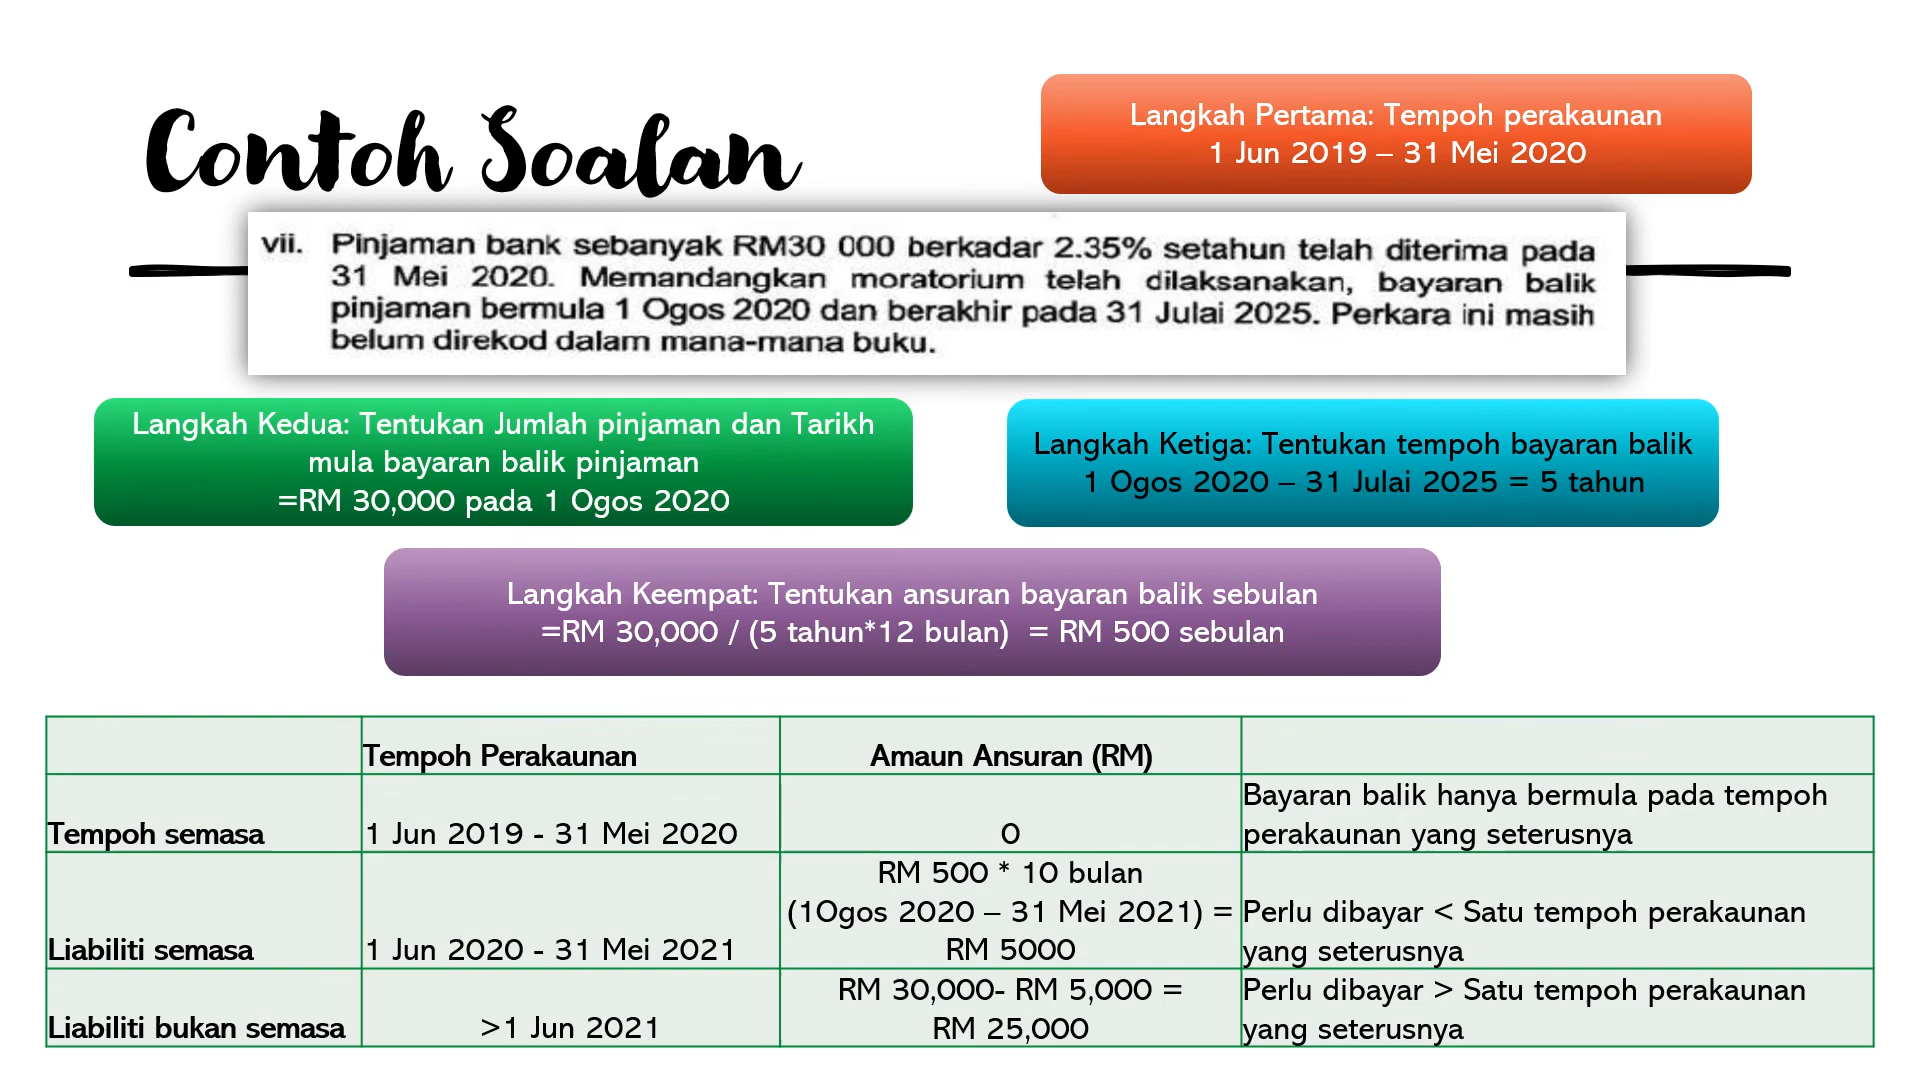 Contoh Soalan
Langkah Pertama: Tempoh perakaunan
1 Jun 2019 – 31 Mei 2020
vii. Pinjaman bank sebanyak RM30 000 berkadar 2.35% setahun telah diterima pada
31 Mei 2020. Memandangkan moratorium telah dilaksanakan, bayaran balik
pinjaman bermula 1 Ogos 2020 dan berakhir pada 31 Julai 2025. Perkara ini masih
belum direkod dalam mana-mana buku.
Langkah Kedua: Tentukan Jumlah pinjaman dan Tarikh
mula bayaran balik pinjaman
=RM 30,000 pada 1 Ogos 2020
Langkah Ketiga: Tentukan tempoh bayaran balik
1 Ogos 2020 – 31 Julai 2025 = 5 tahun
Langkah Keempat: Tentukan ansuran bayaran balik sebulan
=RM 30,000 / (5 tahun*12 bulan)  = RM 500 sebulan
Tempoh Perakaunan
Amaun Ansuran (RM)
Tempoh semasa
1 Jun 2019 - 31 Mei 2020
0
Bayaran balik hanya bermula pada tempoh
perakaunan yang seterusnya
Liabiliti semasa
1 Jun 2020 - 31 Mei 2021
RM 500 * 10 bulan
(1Ogos 2020 – 31 Mei 2021) =
RM 5000
Perlu dibayar < Satu tempoh perakaunan
yang seterusnya
Liabiliti bukan semasa
>1 Jun 2021
RM 30,000- RM 5,000 =
RM 25,000
Perlu dibayar > Satu tempoh perakaunan
yang seterusnya